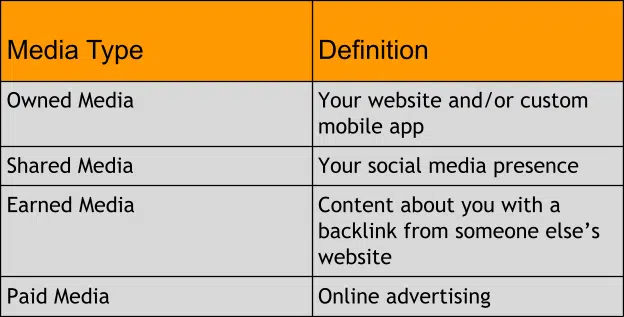 Media Type
Definition
Owned Media
Your website and/or custom
mobile app
Shared Media
Your social media presence
Earned Media
Content about you with a
backlink from someone else’s
website
Paid Media
Online advertising